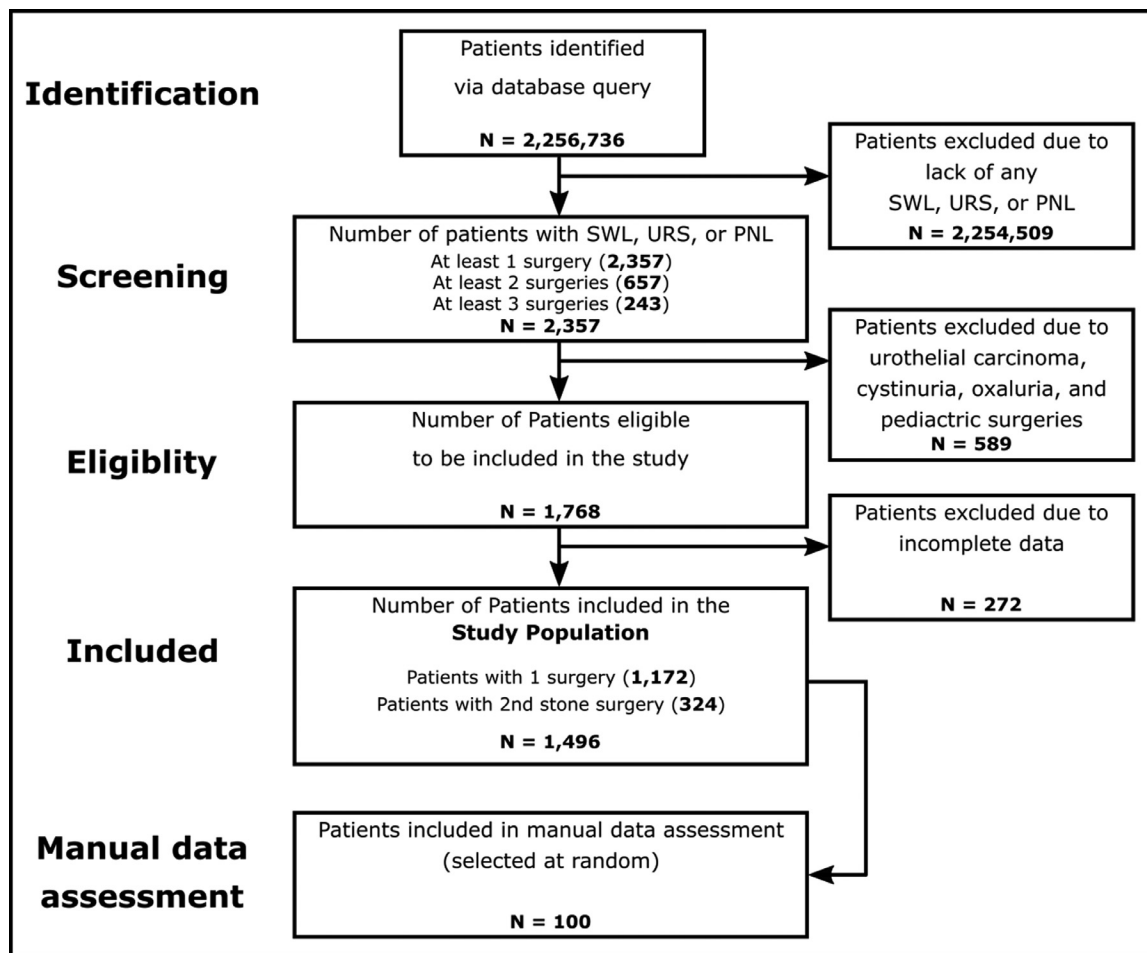 Identification
Patients identified
via database query
N = 2,256,736
Patients excluded due to
lack of any
SWL, URS, or PNL
N = 2,254,509
Screening
Number of patients with SWL, URS, or PNL
At least 1 surgery (2,357)
At least 2 surgeries (657)
At least 3 surgeries (243)
N = 2,357
Patients excluded due to
urothelial carcinoma,
cystinuria, oxaluria, and
pediactric surgeries
N = 589
Eligiblity
Number of Patients eligible
to be included in the study
N = 1,768
Patients excluded due to
incomplete data
N = 272
Included
Number of Patients included in the
Study Population
Patients with 1 surgery (1,172)
Patients with 2nd stone surgery (324)
N = 1,496
Manual data
assessment
Patients included in manual data assessment
(selected at random)
N = 100